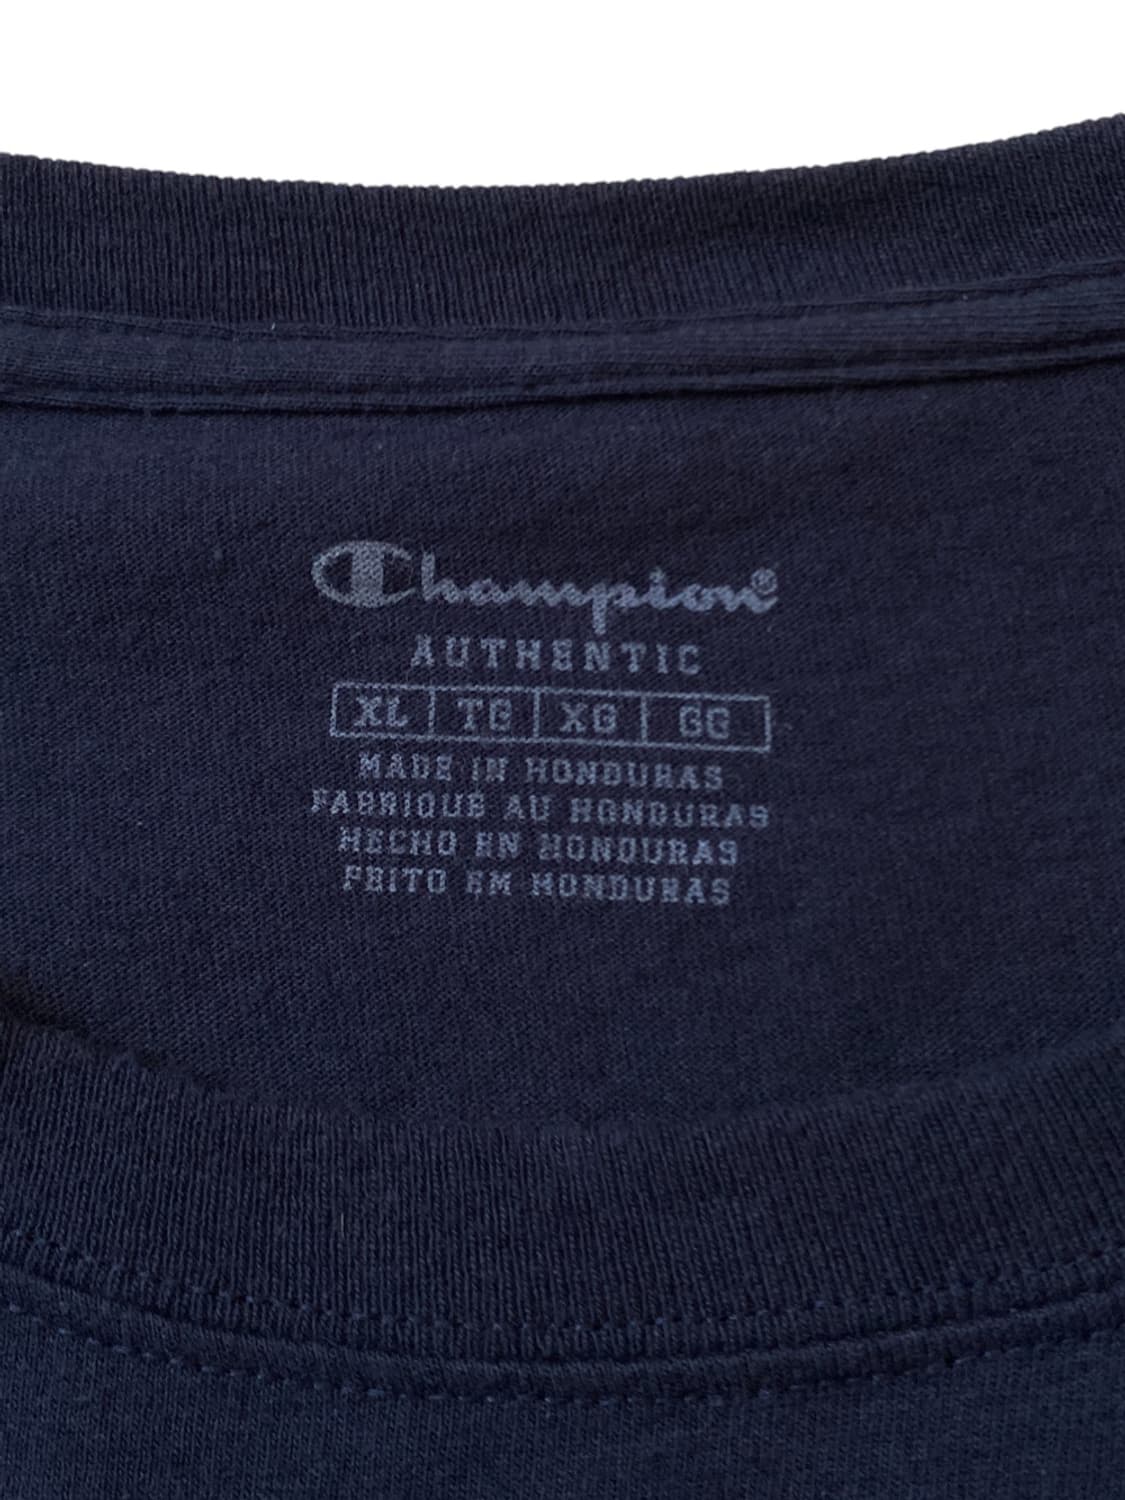 Champion®
AUTHENTIC
XL TG XG GG
MADE IN HONDURAS
FABRIQUE AU HONDURAS
HECHO EN HONDURAS
FEITO EM HONDURAS